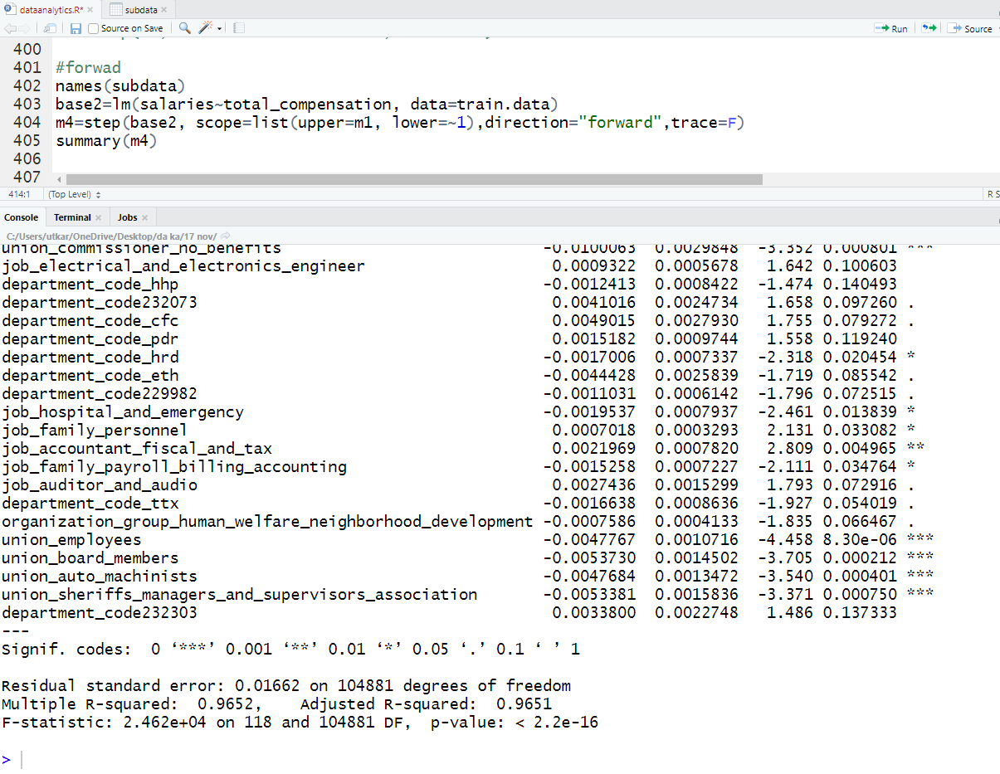 dataanalytics.R* × subdata ×
Source on Save Run Source
400
401 #forwad
402 names(subdata)
403 base2=lm(salaries~total_compensation, data=train.data)
404 m4=step(base2, scope=list(upper=m1, lower=~1),direction="forward",trace=F)
405 summary(m4)
406
407
414:1 (Top Level) R S
Console Terminal × Jobs ×
C:/Users/utkar/OneDrive/Desktop/da ka/17 nov/
union_commissioner_no_benefits -0.0100063 0.0029848 -3.352 0.000801 ***
job_electrical_and_electronics_engineer 0.0009322 0.0005678 1.642 0.100603
department_code_hhp -0.0012413 0.0008422 -1.474 0.140493
department_code232073 0.0041016 0.0024734 1.658 0.097260 .
department_code_cfc 0.0049015 0.0027930 1.755 0.079272 .
department_code_pdr 0.0015182 0.0009744 1.558 0.119240
department_code_hrd -0.0017006 0.0007337 -2.318 0.020454 *
department_code_eth -0.0044428 0.0025839 -1.719 0.085542 .
department_code229982 -0.0011031 0.0006142 -1.796 0.072515 .
job_hospital_and_emergency -0.0019537 0.0007937 -2.461 0.013839 *
job_family_personnel 0.0007018 0.0003293 2.131 0.033082 *
job_accountant_fiscal_and_tax 0.0021969 0.0007820 2.809 0.004965 **
job_family_payroll_billing_accounting -0.0015258 0.0007227 -2.111 0.034764 *
job_auditor_and_audio 0.0027436 0.0015299 1.793 0.072916 .
department_code_ttx -0.0016638 0.0008636 -1.927 0.054019 .
organization_group_human_welfare_neighborhood_development -0.0007586 0.0004133 -1.835 0.066467 .
union_employees -0.0047767 0.0010716 -4.458 8.30e-06 ***
union_board_members -0.0053730 0.0014502 -3.705 0.000212 ***
union_auto_machinists -0.0047684 0.0013472 -3.540 0.000401 ***
union_sheriffs_managers_and_supervisors_association -0.0053381 0.0015836 -3.371 0.000750 ***
department_code232303 0.0033800 0.0022748 1.486 0.137333
---
Signif. codes: 0 ‘***’ 0.001 ‘**’ 0.01 ‘*’ 0.05 ‘.’ 0.1 ‘ ’ 1
Residual standard error: 0.01662 on 104881 degrees of freedom
Multiple R-squared: 0.9652, Adjusted R-squared: 0.9651
F-statistic: 2.462e+04 on 118 and 104881 DF, p-value: < 2.2e-16
>